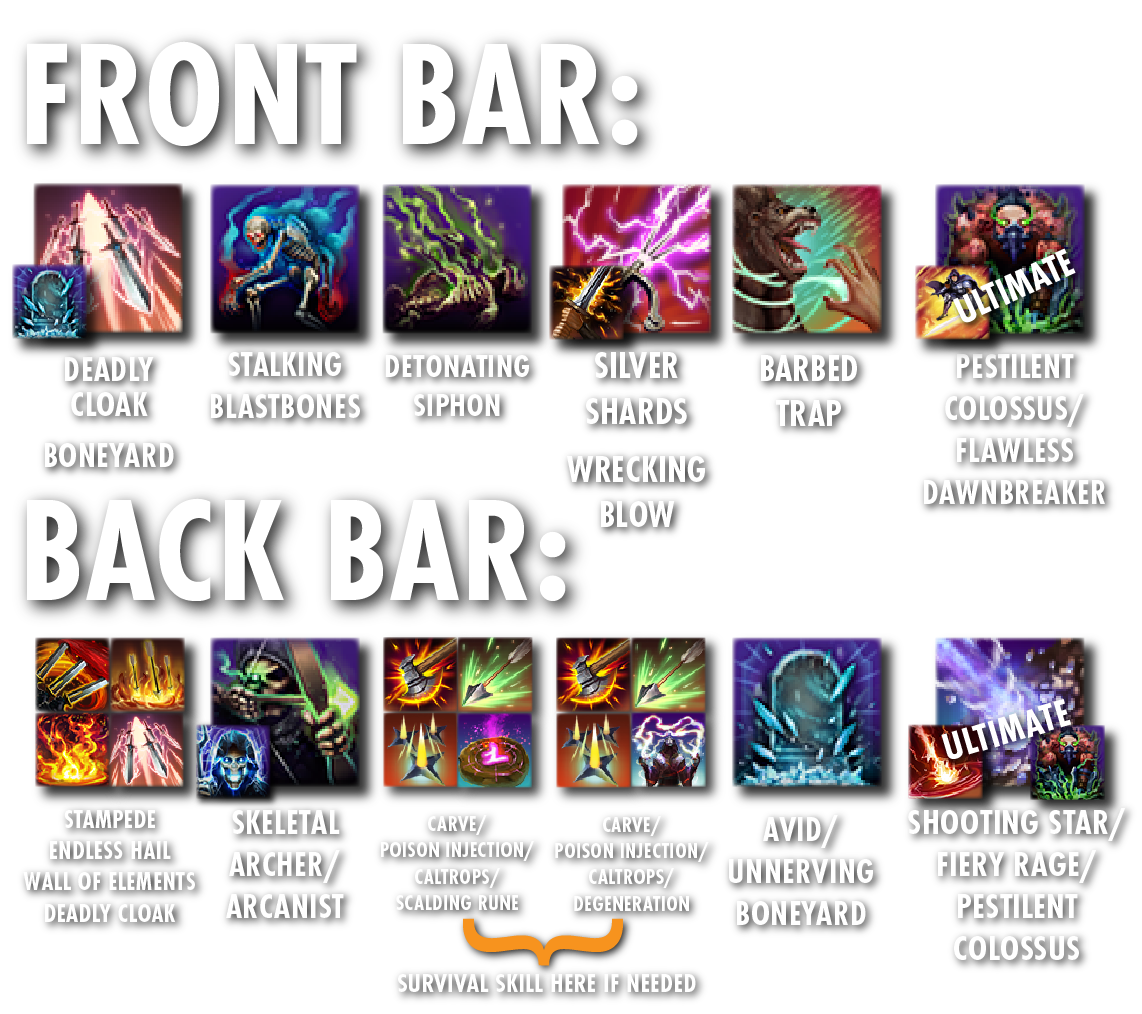 FRONT BAR:
ULTIMATE
DEADLY
CLOAK
BONEYARD
STALKING
BLASTBONES
DETONATING
SIPHON
SILVER
SHARDS
WRECKING
BLOW
BARBED
TRAP
PESTILENT
COLOSSUS/
FLAWLESS
DAWNBREAKER
BACK BAR:
ULTIMATE
STAMPEDE
ENDLESS HAIL
WALL OF ELEMENTS
DEADLY CLOAK
SKELETAL
ARCHER/
ARCANIST
CARVE/
POISON INJECTION/
CALTROPS/
SCALDING RUNE
CARVE/
POISON INJECTION/
CALTROPS/
DEGENERATION
AVID/
UNNERVING
BONEYARD
SHOOTING STAR/
FIERY RAGE/
PESTILENT
COLOSSUS
SURVIVAL SKILL HERE IF NEEDED